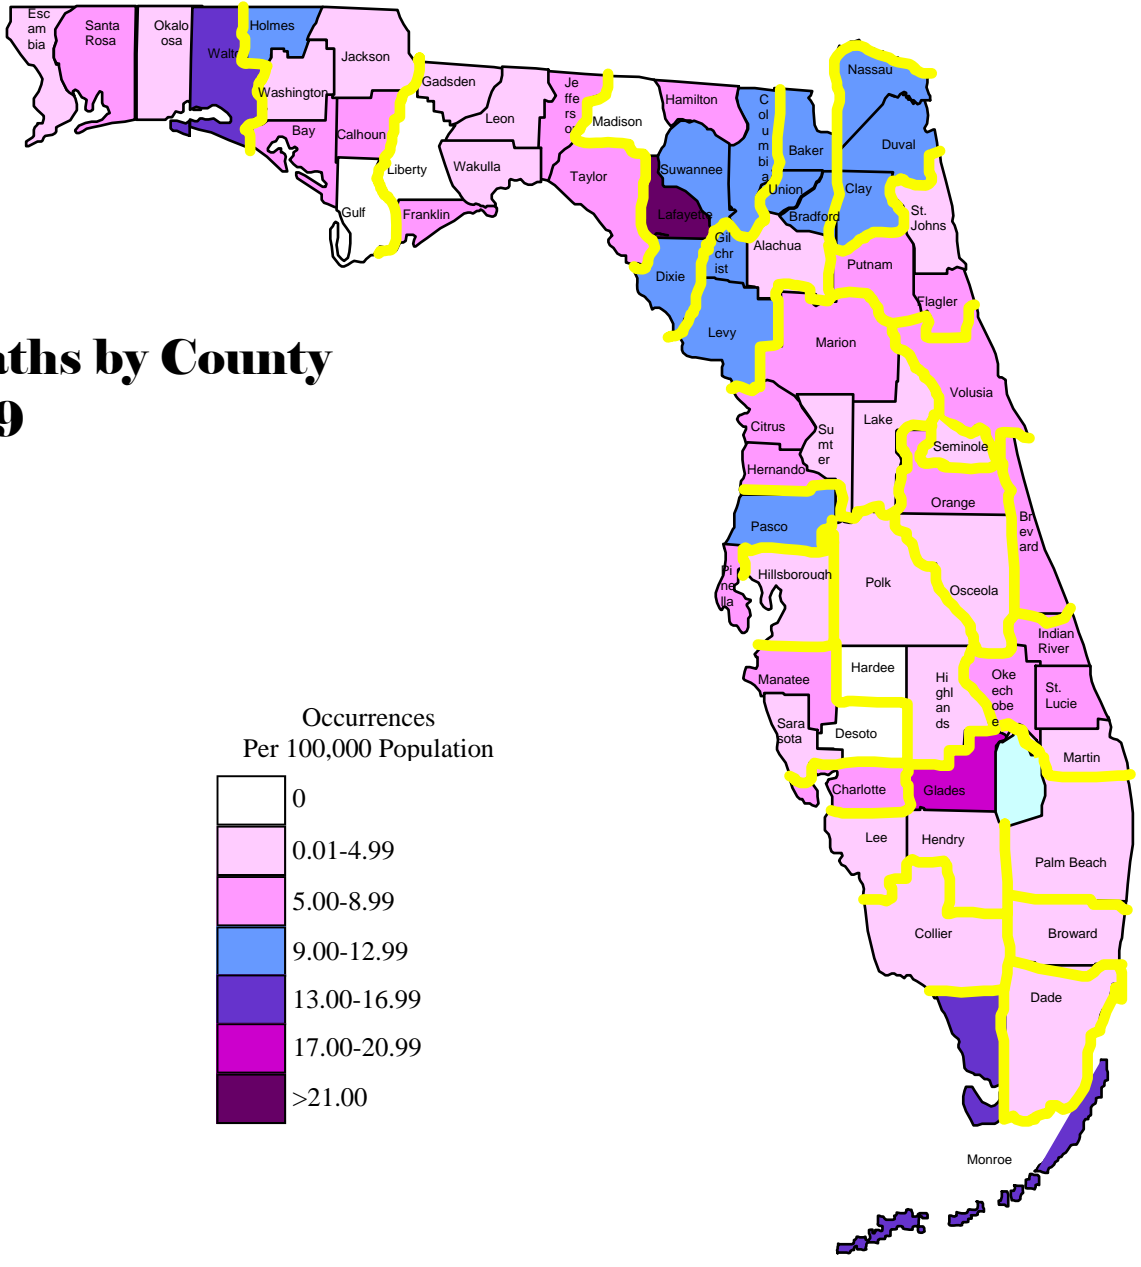 Esc
am
bia
Santa
Rosa
Okalo
osa
Walto
Holmes
Washington
Jackson
Bay
Calhoun
Gulf
Liberty
Gadsden
Leon
Wakulla
Franklin
Je
ffe
rs
on
Madison
Taylor
Hamilton
Suwannee
Lafayette
C
ol
u
m
bi
a
Baker
Union
Bradford
Nassau
Duval
Clay
St.
Johns
Dixie
Gil
chr
ist
Alachua
Putnam
Flagler
Levy
Marion
Volusia
aths by County
9
Citrus
Su
mt
er
Lake
Seminole
Hernando
Orange
Pasco
Br
ev
ard
Pi
ne
lla
Hillsborough
Polk
Osceola
Indian
River
Manatee
Hardee
Hi
ghl
an
ds
Oke
ech
obe
e
St.
Lucie
Sara
sota
Desoto
Martin
Charlotte
Glades
Lee
Hendry
Palm Beach
Collier
Broward
Dade
Monroe
Occurrences
Per 100,000 Population
0
0.01-4.99
5.00-8.99
9.00-12.99
13.00-16.99
17.00-20.99
>21.00